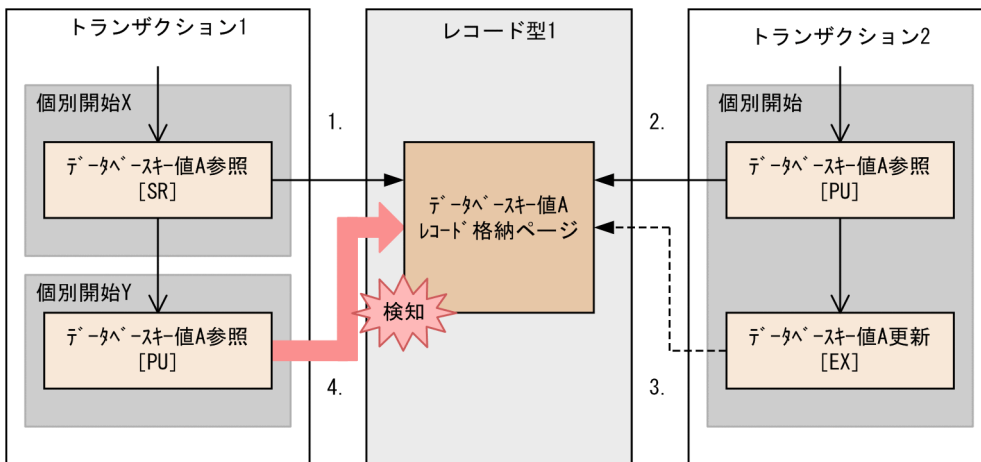 トランザクション1
個別開始X
データベースキー値A参照
[SR]
個別開始Y
データベースキー値A参照
[PU]
1.
4.
レコード型1
データベースキー値A
レコード格納ページ
検知
2.
3.
トランザクション2
個別開始
データベースキー値A参照
[PU]
データベースキー値A更新
[EX]